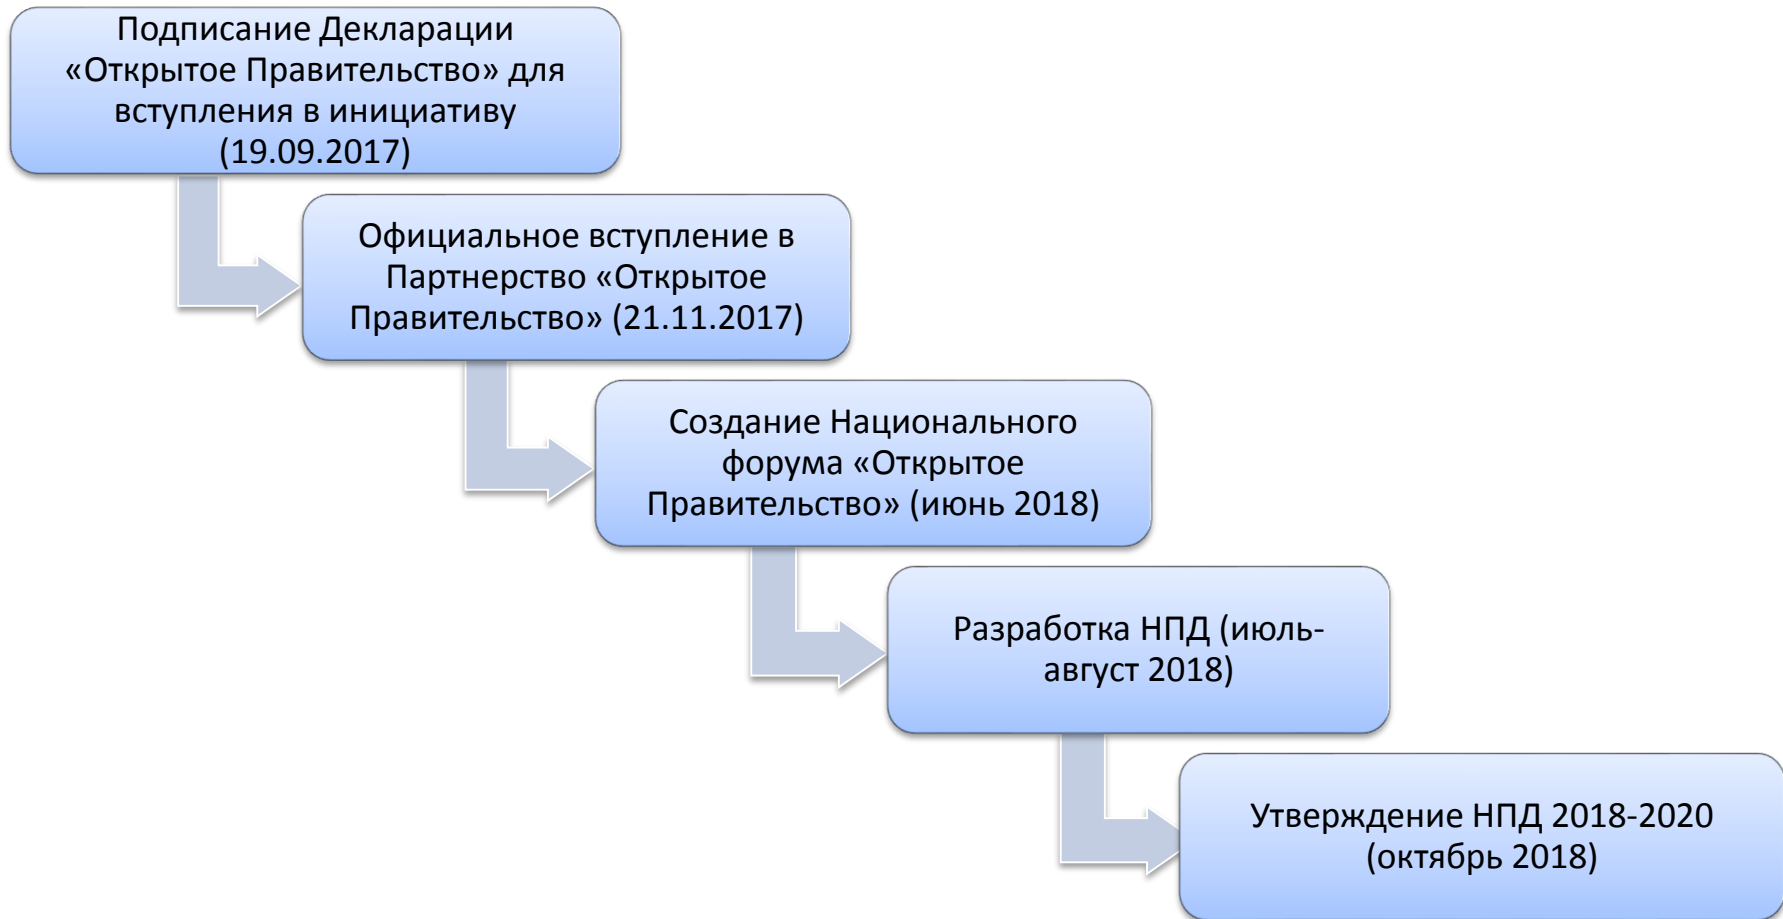 Подписание Декларации
«Открытое Правительство» для
вступления в инициативу
(19.09.2017)
Официальное вступление в
Партнерство «Открытое
Правительство» (21.11.2017)
Создание Национального
форума «Открытое
Правительство» (июнь 2018)
Разработка НПД (июль-
август 2018)
Утверждение НПД 2018-2020
(октябрь 2018)